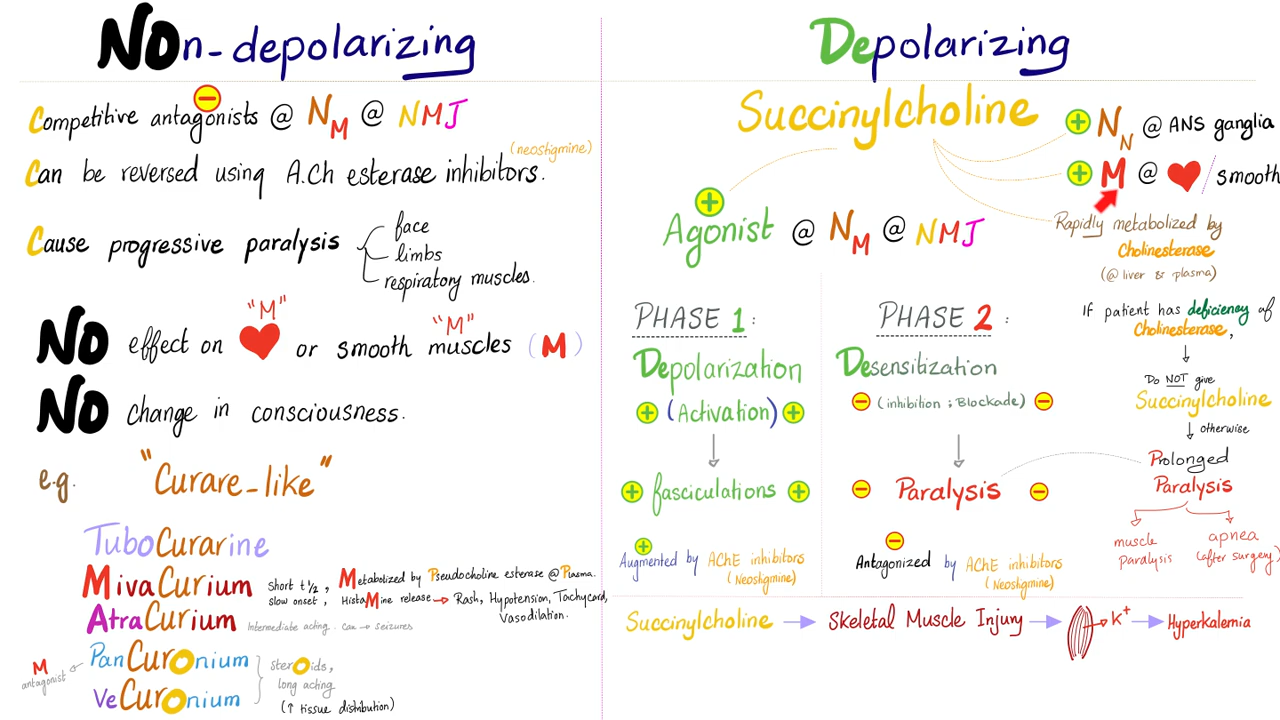 NOn-depolarizing
Competitive antagonists @ NM @ NMJ
(neostigmine)
Can be reversed using A.Ch esterase inhibitors.
Cause progressive paralysis
face
limbs
respiratory muscles.
"M"
"M"
NO effect on ❤ or smooth muscles (M)
NO change in consciousness.
e.g. "Curare-like"
TuboCurarine
MivaCurium
Short t½, Metabolized by Pseudocholine esterase @ Plasma.
slow onset, HistaMine release → Rash, Hypotension, Tachycard,
Vasodilation.
AtraCurium
Intermediate acting. Can → seizures
PanCurOnium
M
antagonist
VeCurOnium
sterOids,
long acting
(↑ tissue distribution)
Depolarizing
Succinylcholine
+ NN @ ANS ganglia
+ M @ ❤ / smooth
+
Agonist @ NM @ NMJ
Rapidly metabolized by
Cholinesterase
(@ liver & plasma)
PHASE 1 :
Depolarization
+ (Activation) +
+ fasciculations +
+
Augmented by AChE inhibitors
(Neostigmine)
PHASE 2 :
Desensitization
− (inhibition ; Blockade) −
− Paralysis −
−
Antagonized by AChE inhibitors
(Neostigmine)
If patient has deficiency of
Cholinesterase,
Do NOT give
Succinylcholine
otherwise
Prolonged
Paralysis
muscle
Paralysis
apnea
(after surgery)
Succinylcholine → Skeletal Muscle Injury → K+ → Hyperkalemia